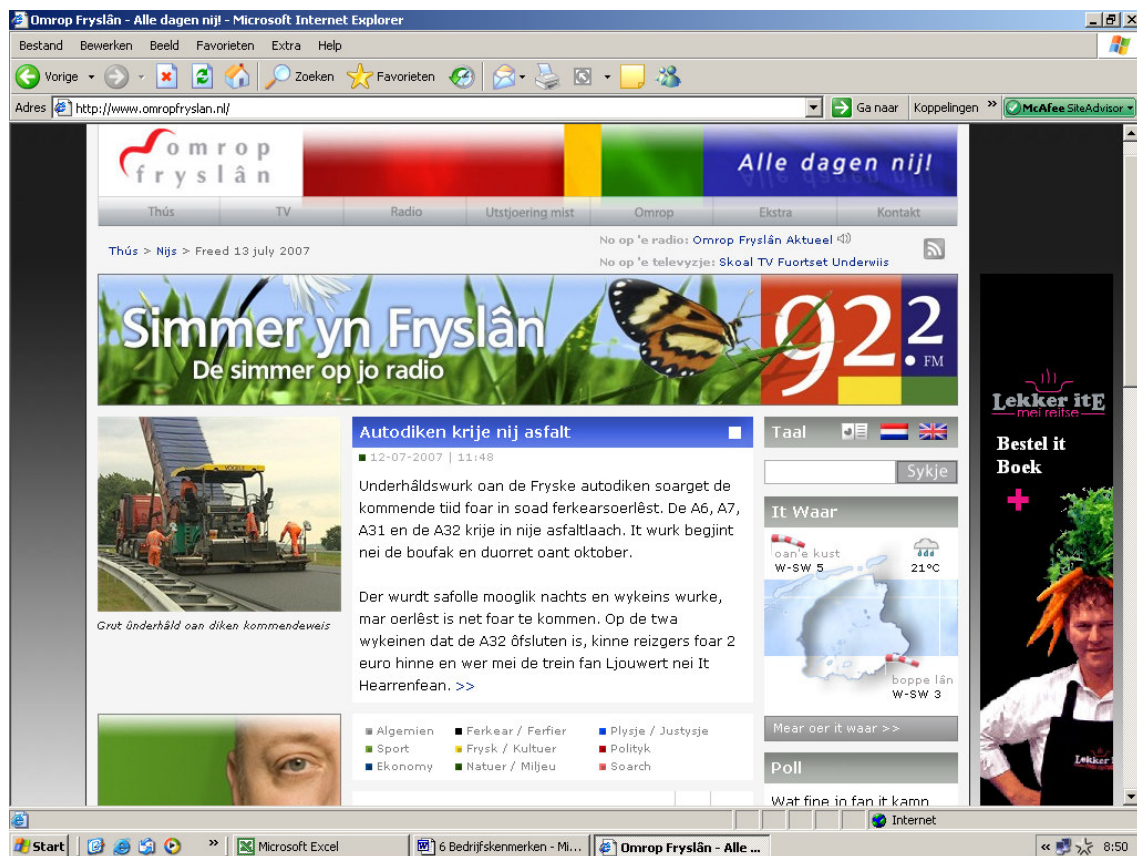 Omrop Fryslân - Alle dagen nij! - Microsoft Internet Explorer
Bestand Bewerken Beeld Favorieten Extra Help
Vorige Zoeken Favorieten
Adres http://www.omropfryslan.nl/ Ga naar Koppelingen » McAfee SiteAdvisor
omrop
fryslân
Alle dagen nij!
Thús TV Radio Utstjoering mist Omrop Ekstra Kontakt
Thús > Nijs > Freed 13 july 2007
No op 'e radio: Omrop Fryslân Aktueel
No op 'e televyzje: Skoal TV Fuortset Underwiis
Simmer yn Fryslân
De simmer op jo radio
92.2
FM
Grut ûnderhâld oan diken kommendeweis
Autodiken krije nij asfalt
12-07-2007 | 11:48
Underhâldswurk oan de Fryske autodiken soarget de
kommende tiid foar in soad ferkearsoerlêst. De A6, A7,
A31 en de A32 krije in nije asfaltlaach. It wurk begjint
nei de boufak en duorret oant oktober.
Der wurdt safolle mooglik nachts en wykeins wurke,
mar oerlêst is net foar te kommen. Op de twa
wykeinen dat de A32 ôfsluten is, kinne reizgers foar 2
euro hinne en wer mei de trein fan Ljouwert nei It
Hearrenfean. >>
Algemien Ferkear / Ferfier Plysje / Justysje
Sport Frysk / Kultuer Polityk
Ekonomy Natuer / Miljeu Soarch
Taal
Sykje
It Waar
oan'e kust
W-SW 5
21ºC
boppe lân
W-SW 3
Mear oer it waar >>
Poll
Wat fine jo fan it kamp
Lekker itE
mei reitse
Bestel it
Boek
+
Lekker
Start » Microsoft Excel 6 Bedrijfskenmerken - Mi... Omrop Fryslân - Alle ... « 8:50
Internet